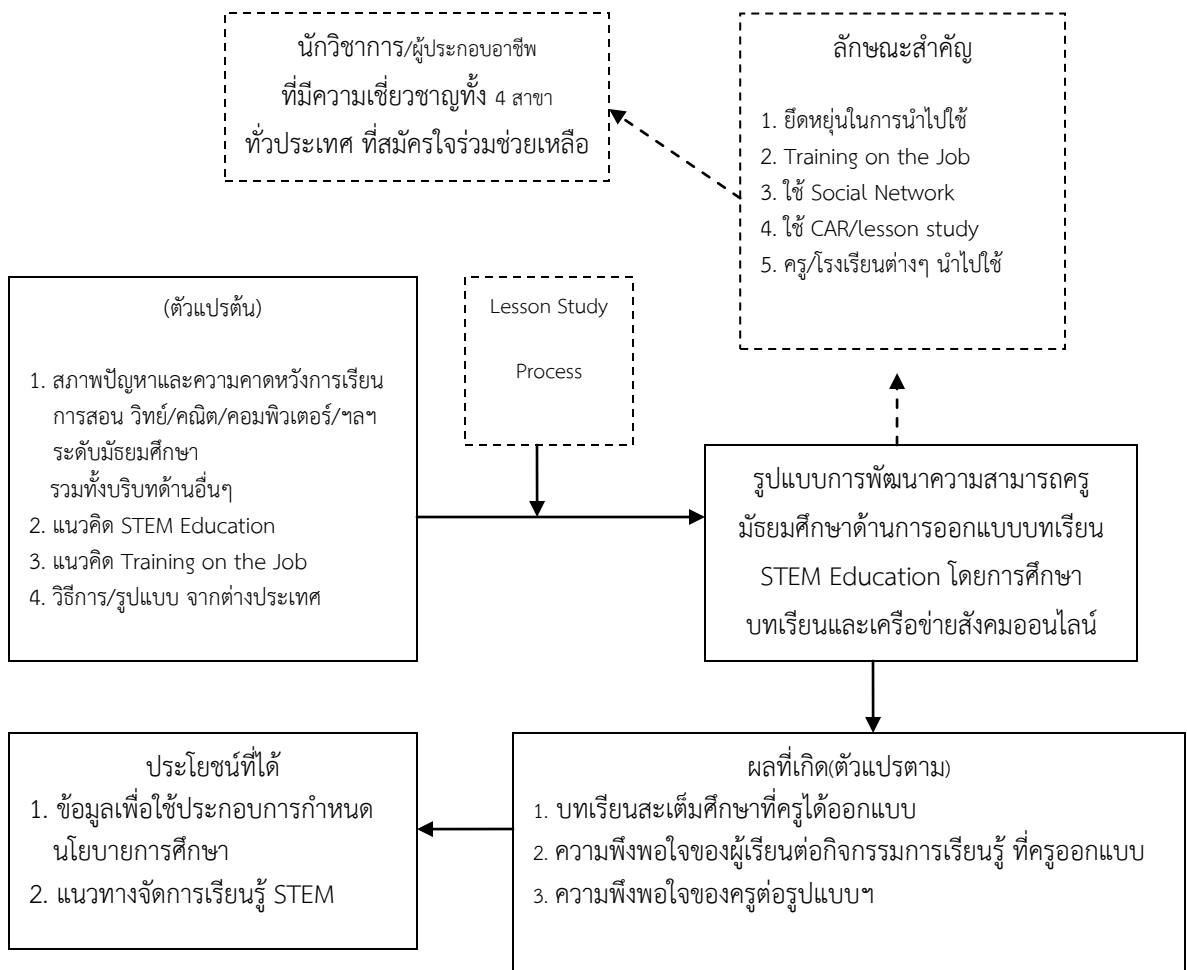 นักวิชาการ/ผู้ประกอบอาชีพ
ที่มีความเชี่ยวชาญทั้ง 4 สาขา
ทั่วประเทศ ที่สมัครใจร่วมช่วยเหลือ
ลักษณะสำคัญ
1. ยึดหยุ่นในการนำไปใช้
2. Training on the Job
3. ใช้ Social Network
4. ใช้ CAR/lesson study
5. ครู/โรงเรียนต่างๆ นำไปใช้
(ตัวแปรต้น)
1. สภาพปัญหาและความคาดหวังการเรียน
การสอน วิทย์/คณิต/คอมพิวเตอร์/ฯลฯ
ระดับมัธยมศึกษา
รวมทั้งบริบทด้านอื่นๆ
2. แนวคิด STEM Education
3. แนวคิด Training on the Job
4. วิธีการ/รูปแบบ จากต่างประเทศ
Lesson Study
Process
รูปแบบการพัฒนาความสามารถครู
มัธยมศึกษาด้านการออกแบบบทเรียน
STEM Education โดยการศึกษา
บทเรียนและเครือข่ายสังคมออนไลน์
ประโยชน์ที่ได้
1. ข้อมูลเพื่อใช้ประกอบการกำหนด
นโยบายการศึกษา
2. แนวทางจัดการเรียนรู้ STEM
ผลที่เกิด(ตัวแปรตาม)
1. บทเรียนสะเต็มศึกษาที่ครูได้ออกแบบ
2. ความพึงพอใจของผู้เรียนต่อกิจกรรมการเรียนรู้ ที่ครูออกแบบ
3. ความพึงพอใจของครูต่อรูปแบบฯ